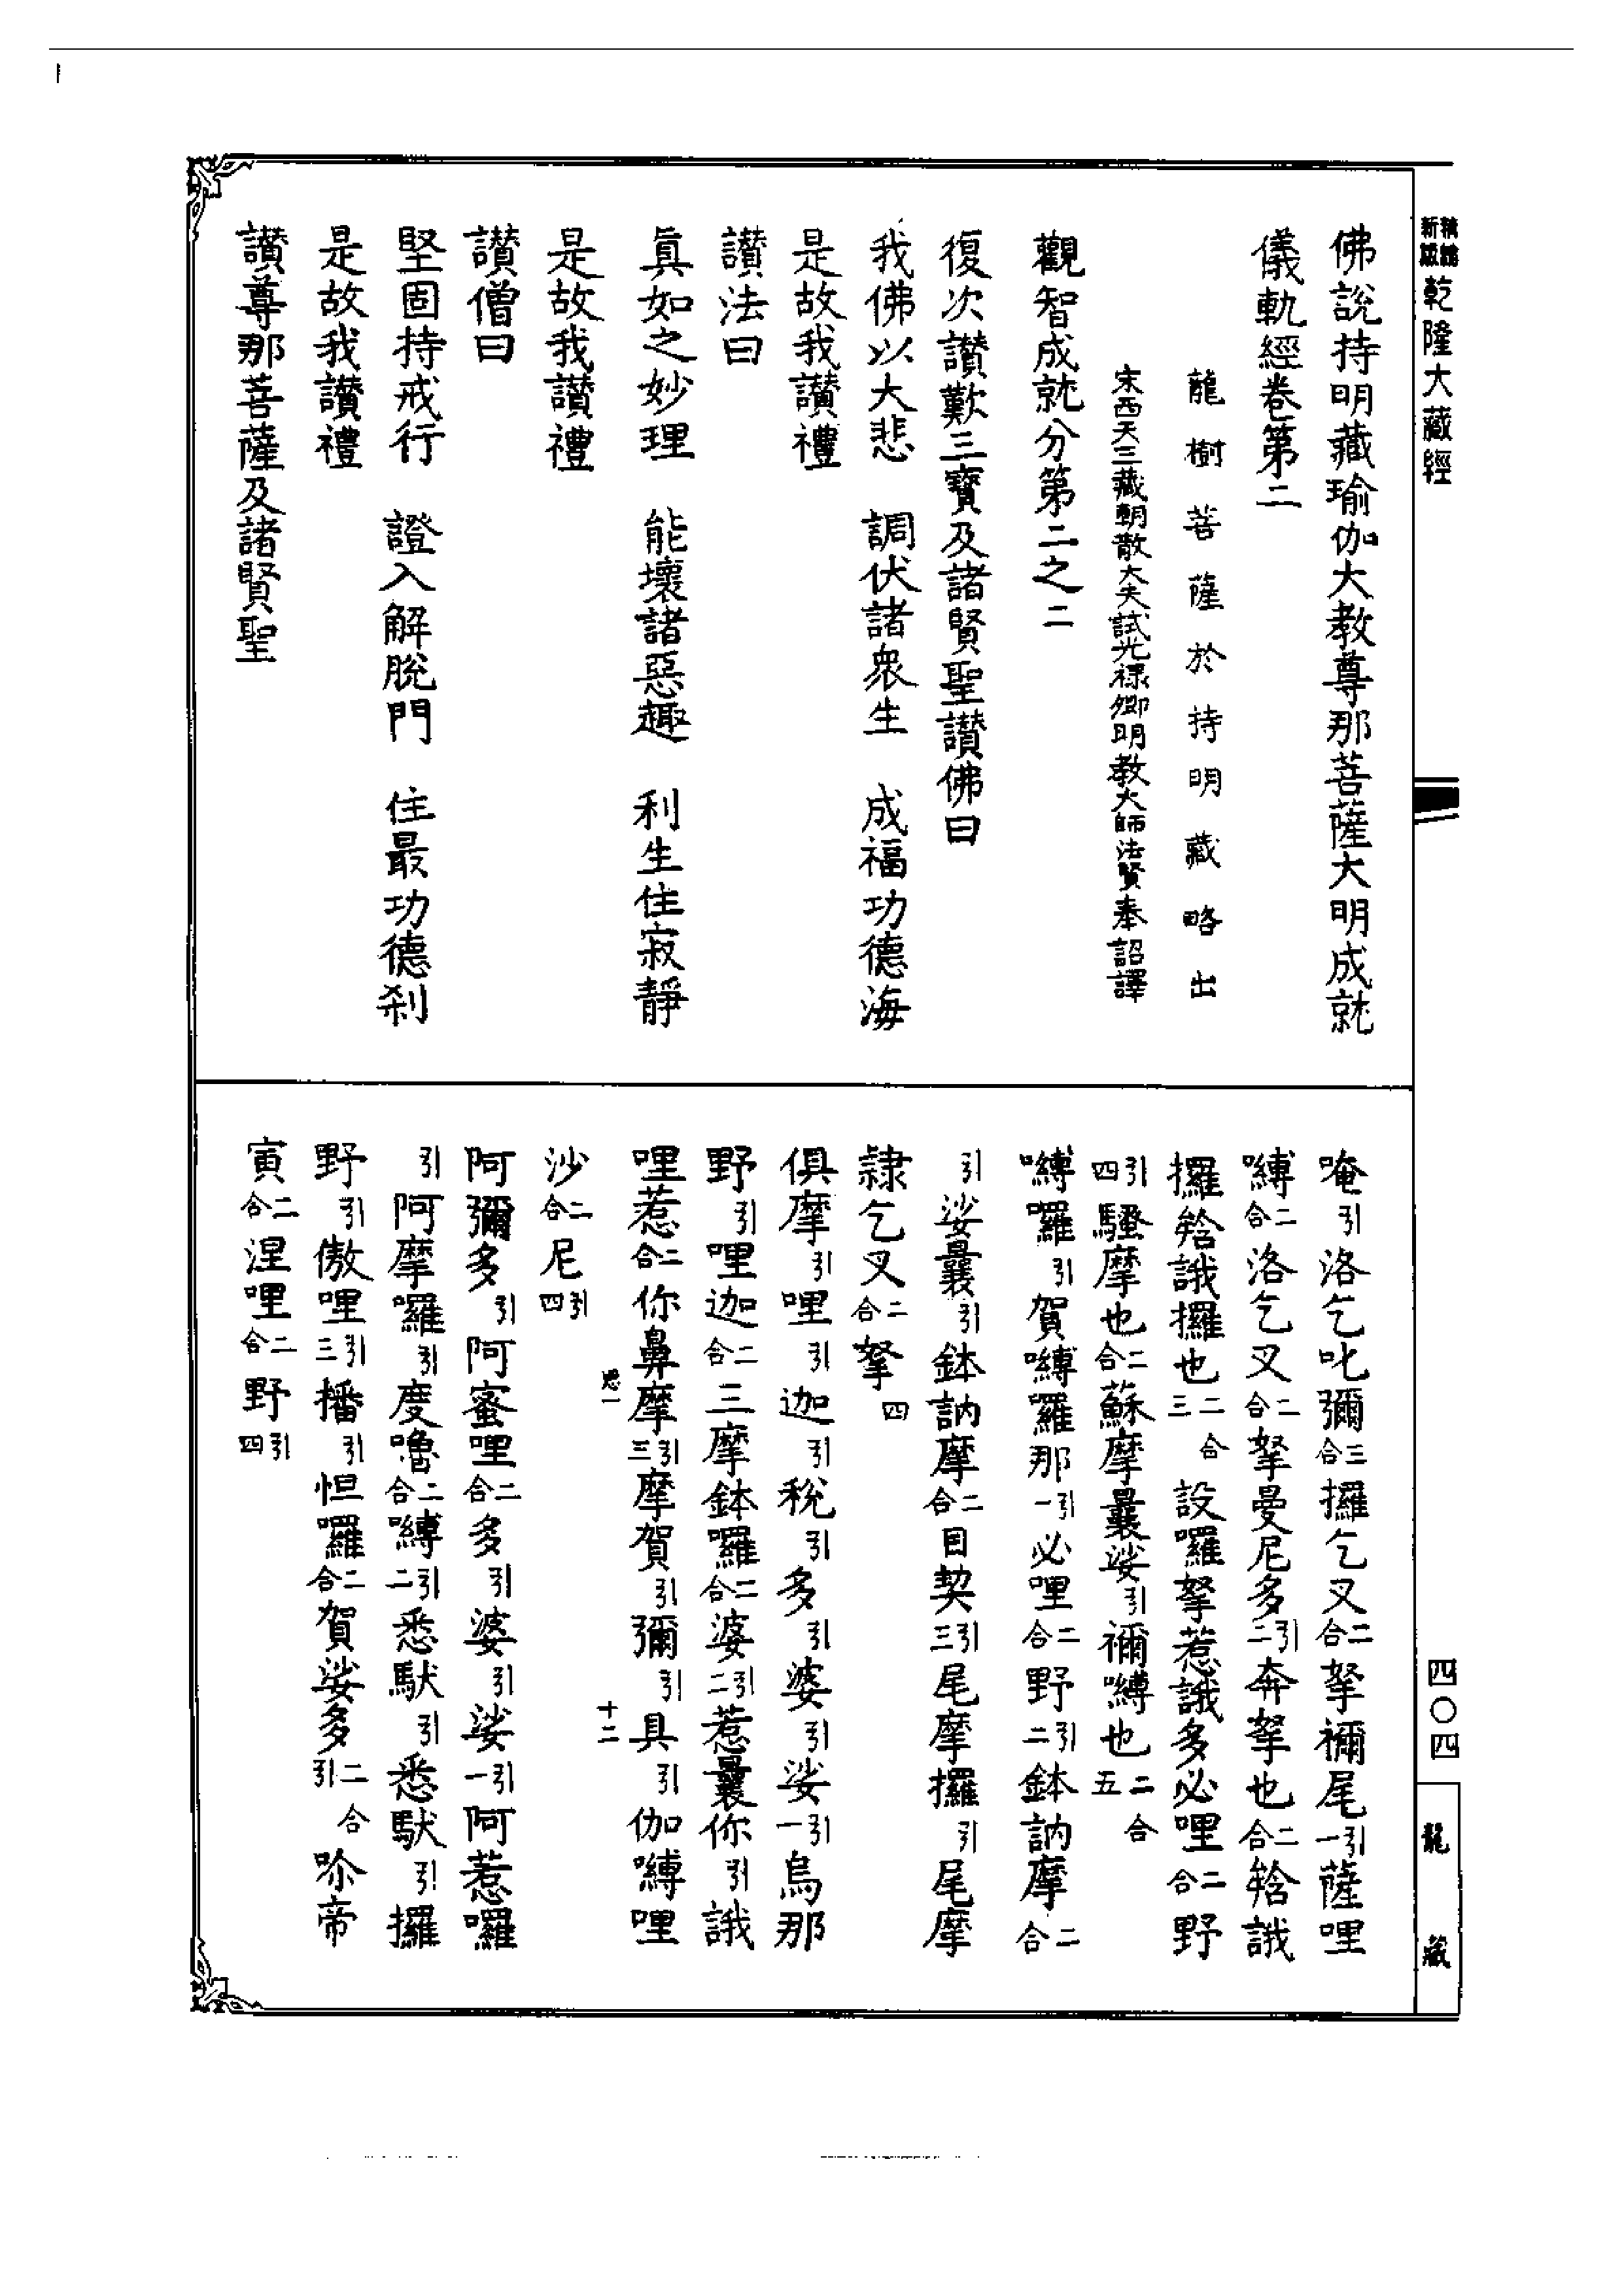 新版
精縮
乾隆大藏經
四〇四
龍藏
佛說持明藏瑜伽大教尊那菩薩大明成就
儀軌經卷第二
龍樹菩薩於持明藏略出
宋西天三藏朝散大夫試光祿卿明教大師法賢奉詔譯
觀智成就分第二之二
復次讚歎三寶及諸賢聖讚佛曰
我佛以大悲 調伏諸衆生 成福功德海
是故我讚禮
讚法曰
眞如之妙理 能壞諸惡趣 利生住寂靜
是故我讚禮
讚僧曰
堅固持戒行 證入解脫門 住最功德刹
是故我讚禮
讚尊那菩薩及諸賢聖
唵引洛乞叱彌三合攞乞叉二合拏禰尾引一薩哩
嚩二合洛乞叉二合拏曼尼多引二奔拏也二合䇶誐
攞䇶誐攞也二合三設囉拏惹誐多必哩二合野
引四騷摩也二合蘇摩曩娑引禰嚩也二合五
嚩囉引賀嚩囉那引一必哩二合野引二鉢訥摩二合
引娑曩引鉢訥摩二合目契引三尾摩攞引尾摩
隸乞叉二合拏四
俱摩引哩引迦引稅引多引婆引娑引一烏那
野引哩迦二合三摩鉢囉二合婆引二惹曩你引誐
哩惹二合你鼻摩引三摩賀引彌引具引伽嚩哩
沙二合尼引四
思一
十二
阿彌多引阿蜜哩二合多引婆引娑引一阿惹囉
引阿摩囉引度嚕二合嚩引二悉馱引悉馱引攞
野引傲哩引三播引怛囉二合賀娑多二合引吩帝
寅二合涅哩二合野引四